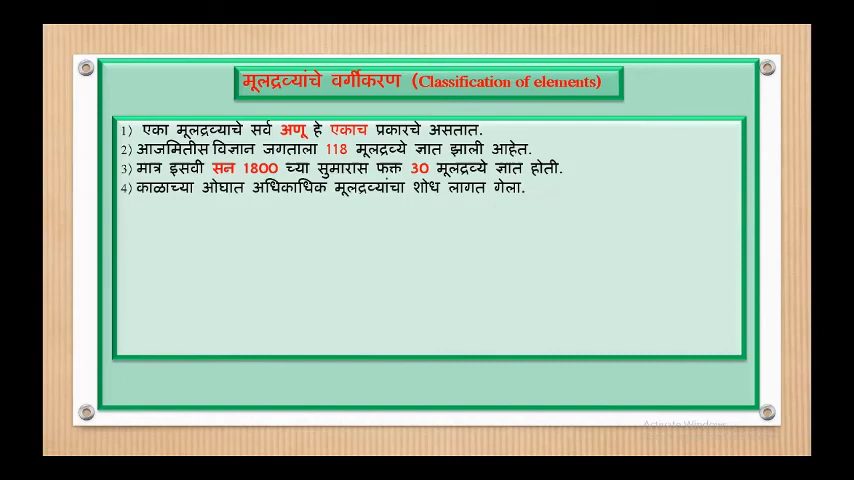 मूलद्रव्यांचे वर्गीकरण (Classification of elements)
1) एका मूलद्रव्याचे सर्व अणू हे एकाच प्रकारचे असतात.
2) आजमितीस विज्ञान जगताला 118 मूलद्रव्ये ज्ञात झाली आहेत.
3) मात्र इसवी सन 1800 च्या सुमारास फक्त 30 मूलद्रव्ये ज्ञात होती.
4) काळाच्या ओघात अधिकाधिक मूलद्रव्यांचा शोध लागत गेला.
Activate Windows